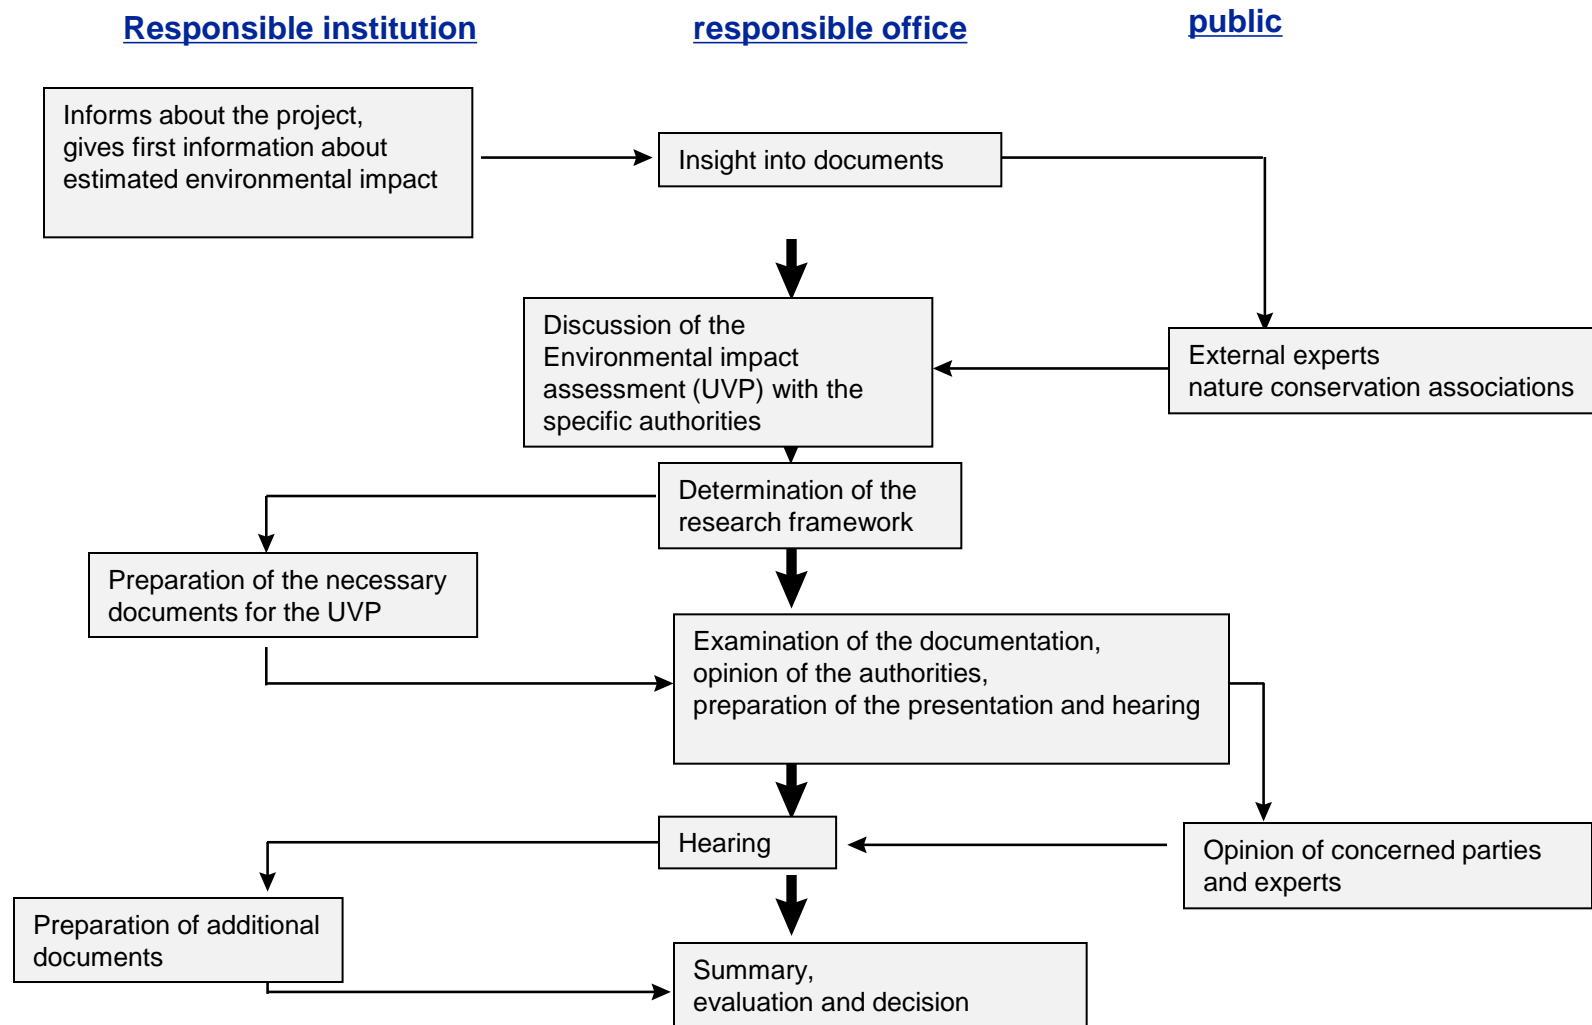 Responsible institution
responsible office
public
Informs about the project,
gives first information about
estimated environmental impact
Insight into documents
Discussion of the
Environmental impact
assessment (UVP) with the
specific authorities
External experts
nature conservation associations
Determination of the
research framework
Preparation of the necessary
documents for the UVP
Examination of the documentation,
opinion of the authorities,
preparation of the presentation and hearing
Hearing
Opinion of concerned parties
and experts
Preparation of additional
documents
Summary,
evaluation and decision